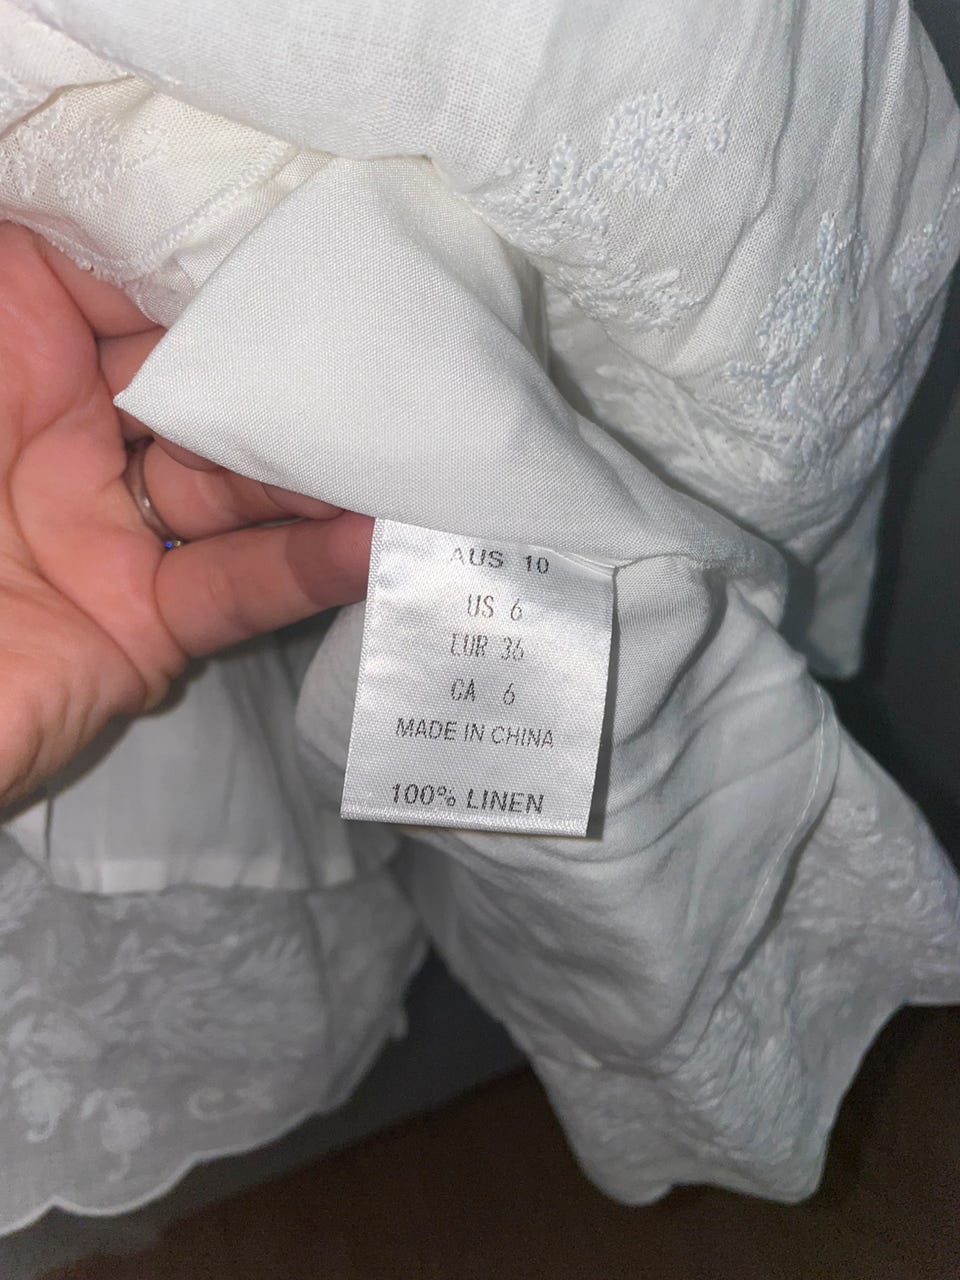 AUS 10
US 6
EUR 36
CA 6
MADE IN CHINA
100% LINEN